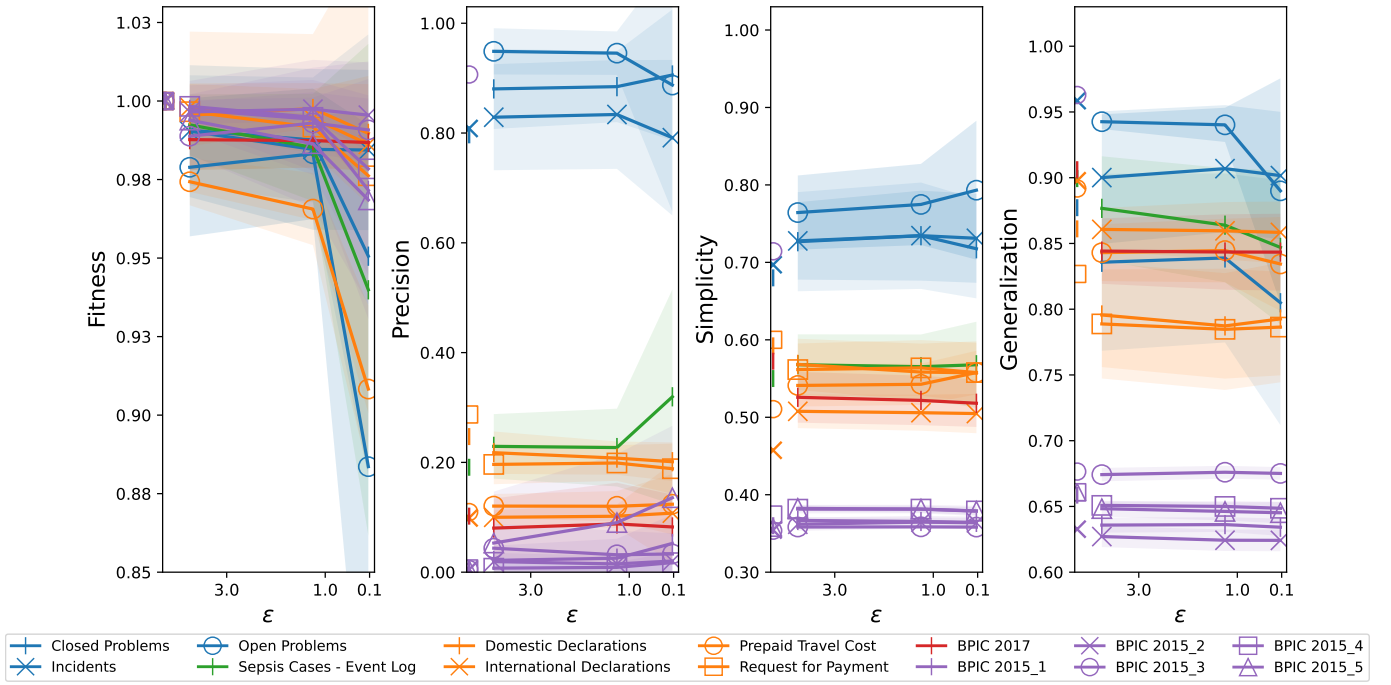 Fitness
1.03
1.00
0.98
0.95
0.93
0.90
0.88
0.85
3.0 1.0 0.1
ε
Precision
1.00
0.80
0.60
0.40
0.20
0.00
3.0 1.0 0.1
ε
Simplicity
1.00
0.90
0.80
0.70
0.60
0.50
0.40
0.30
3.0 1.0 0.1
ε
Generalization
1.00
0.95
0.90
0.85
0.80
0.75
0.70
0.65
0.60
3.0 1.0 0.1
ε
Closed Problems Open Problems Domestic Declarations Prepaid Travel Cost BPIC 2017 BPIC 2015_2 BPIC 2015_4
Incidents Sepsis Cases - Event Log International Declarations Request for Payment BPIC 2015_1 BPIC 2015_3 BPIC 2015_5